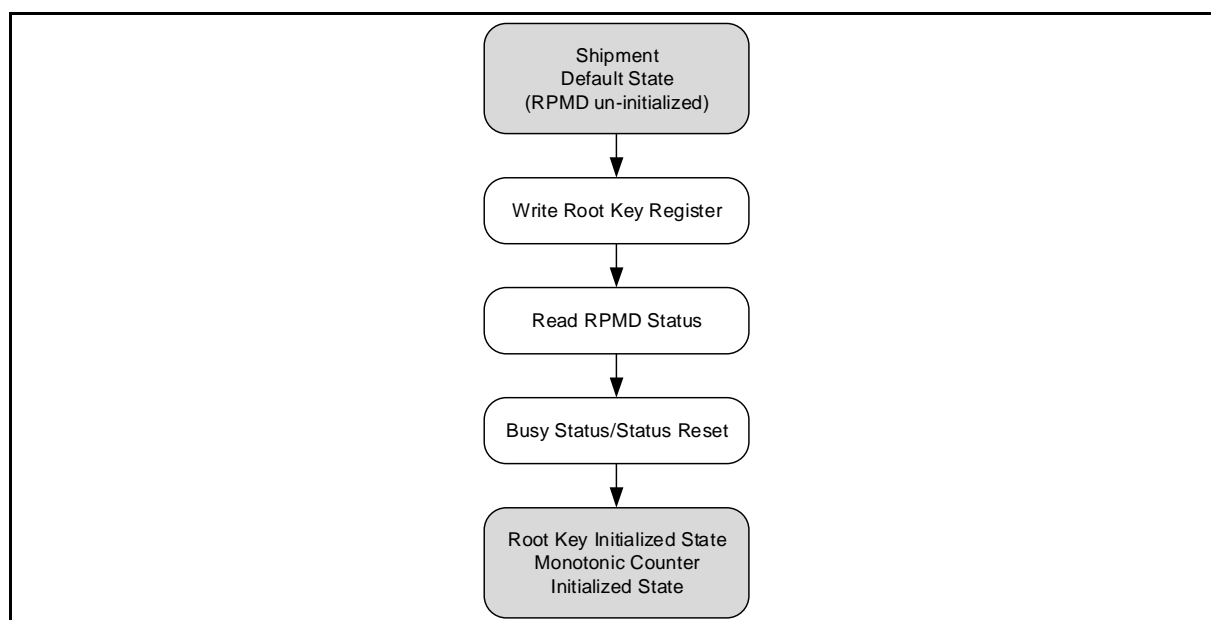 Shipment
Default State
(RPMD un-initialized)
Write Root Key Register
Read RPMD Status
Busy Status/Status Reset
Root Key Initialized State
Monotonic Counter
Initialized State